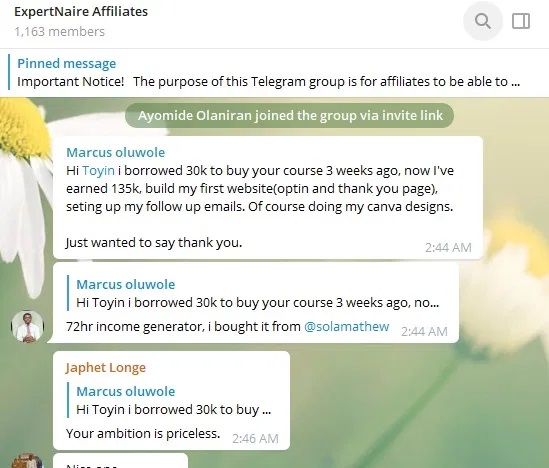 ExpertNaire Affiliates
1,163 members
Pinned message
Important Notice! The purpose of this Telegram group is for affiliates to be able to ...
Ayomide Olaniran joined the group via invite link
Marcus oluwole
Hi Toyin i borrowed 30k to buy your course 3 weeks ago, now I've
earned 135k, build my first website(optin and thank you page),
seting up my follow up emails. Of course doing my canva designs.
Just wanted to say thank you.
2:44 AM
Marcus oluwole
Hi Toyin i borrowed 30k to buy your course 3 weeks ago, no...
72hr income generator, i bought it from @solamathew 2:44 AM
Japhet Longe
Marcus oluwole
Hi Toyin i borrowed 30k to buy ...
Your ambition is priceless. 2:46 AM